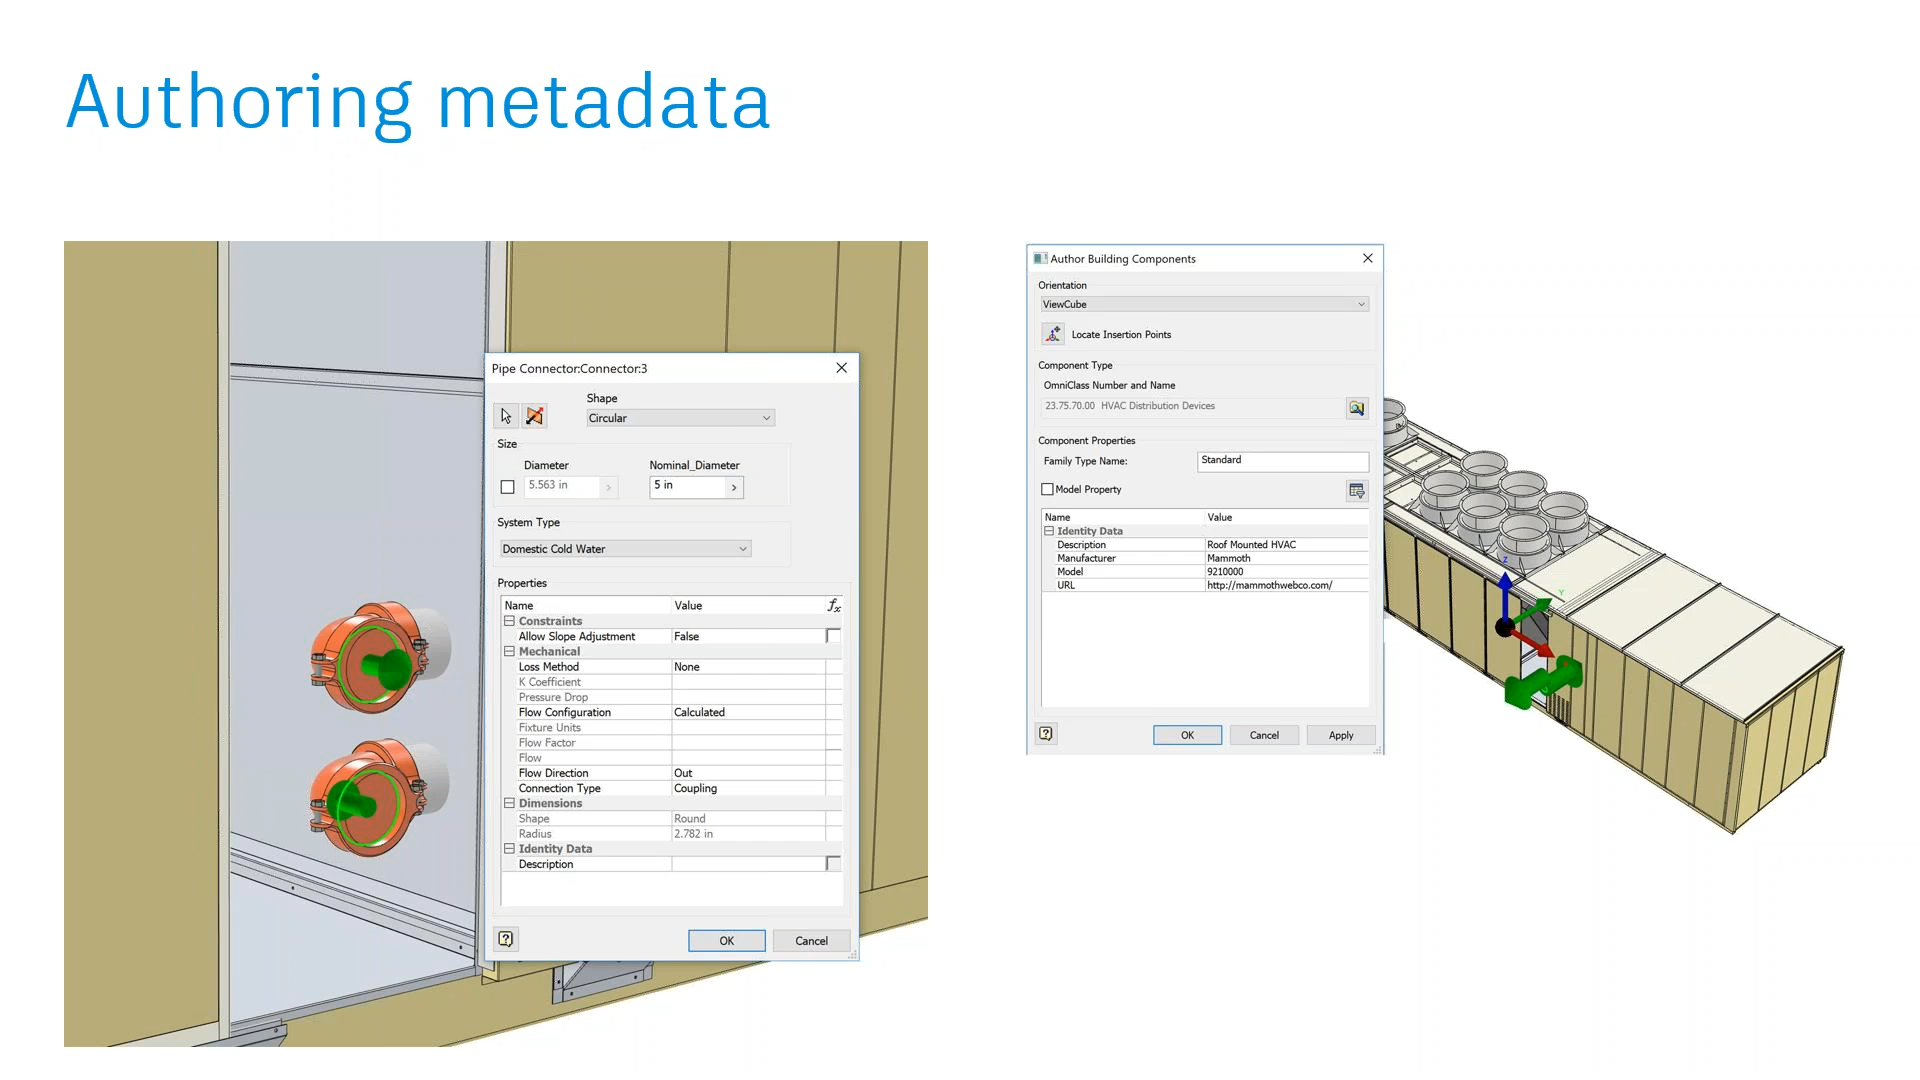 Authoring metadata
Pipe Connector:Connector:3
Shape
Circular
Size
Diameter
Nominal_Diameter
5.563 in
5 in
System Type
Domestic Cold Water
Properties
Name Value fx
Constraints
Allow Slope Adjustment False
Mechanical
Loss Method None
K Coefficient
Pressure Drop
Flow Configuration Calculated
Fixture Units
Flow Factor
Flow
Flow Direction Out
Connection Type Coupling
Dimensions
Shape Round
Radius 2.782 in
Identity Data
Description
OK Cancel
Author Building Components
Orientation
ViewCube
Locate Insertion Points
Component Type
OmniClass Number and Name
23.75.70.00 HVAC Distribution Devices
Component Properties
Family Type Name: Standard
Model Property
Name Value
Identity Data
Description Roof Mounted HVAC
Manufacturer Mammoth
Model 9210000
URL http://mammothwebco.com/
OK Cancel Apply
Z
Y